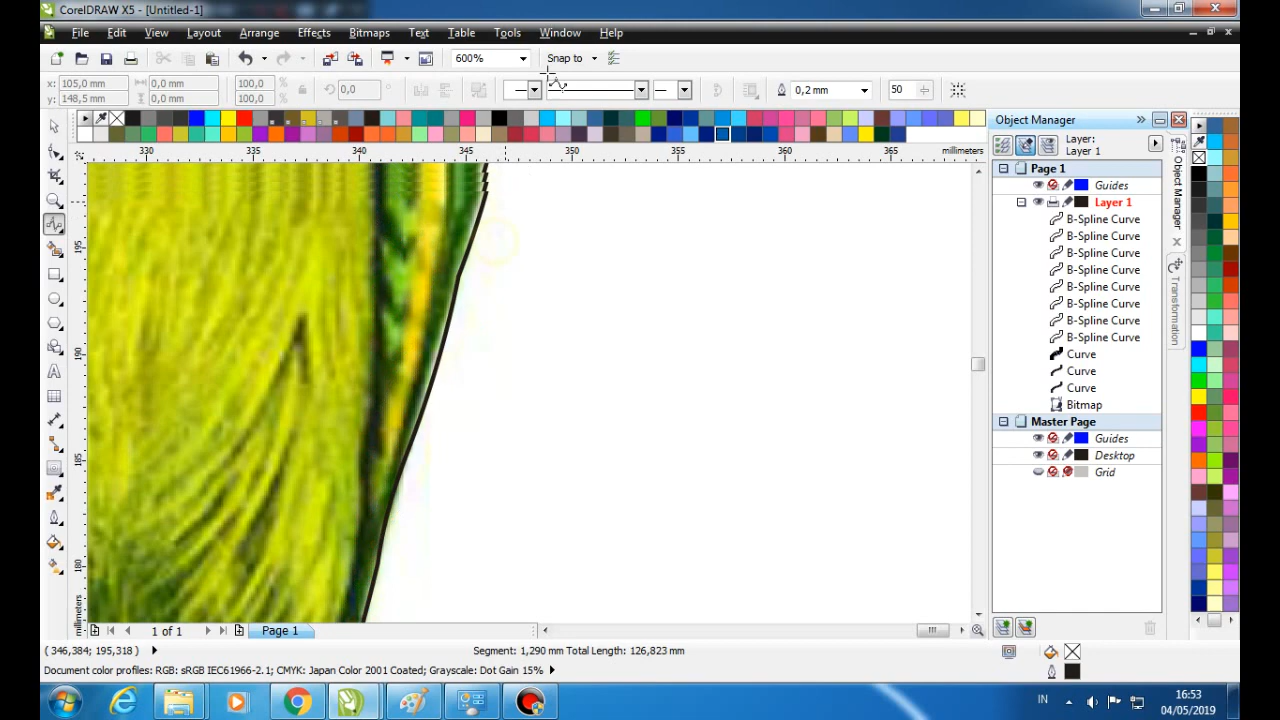 CorelDRAW X5 - [Untitled-1]
File Edit View Layout Arrange Effects Bitmaps Text Table Tools Window Help
600% Snap to
x: 105,0 mm 0,0 mm 100,0 % 0,0 0,2 mm 50
y: 148,5 mm 0,0 mm 100,0 %
Object Manager
Layer:
Layer 1
330 335 340 345 350 355 360 365 millimeters
195
190
185
180
millimeters
Page 1
Guides
Layer 1
B-Spline Curve
B-Spline Curve
B-Spline Curve
B-Spline Curve
B-Spline Curve
B-Spline Curve
B-Spline Curve
B-Spline Curve
Curve
Curve
Curve
Bitmap
Master Page
Guides
Desktop
Grid
Object Manager
Transformation
1 of 1 Page 1
( 346,384; 195,318 ) Segment: 1,290 mm Total Length: 126,823 mm
Document color profiles: RGB: sRGB IEC61966-2.1; CMYK: Japan Color 2001 Coated; Grayscale: Dot Gain 15%
IN 16:53
04/05/2019